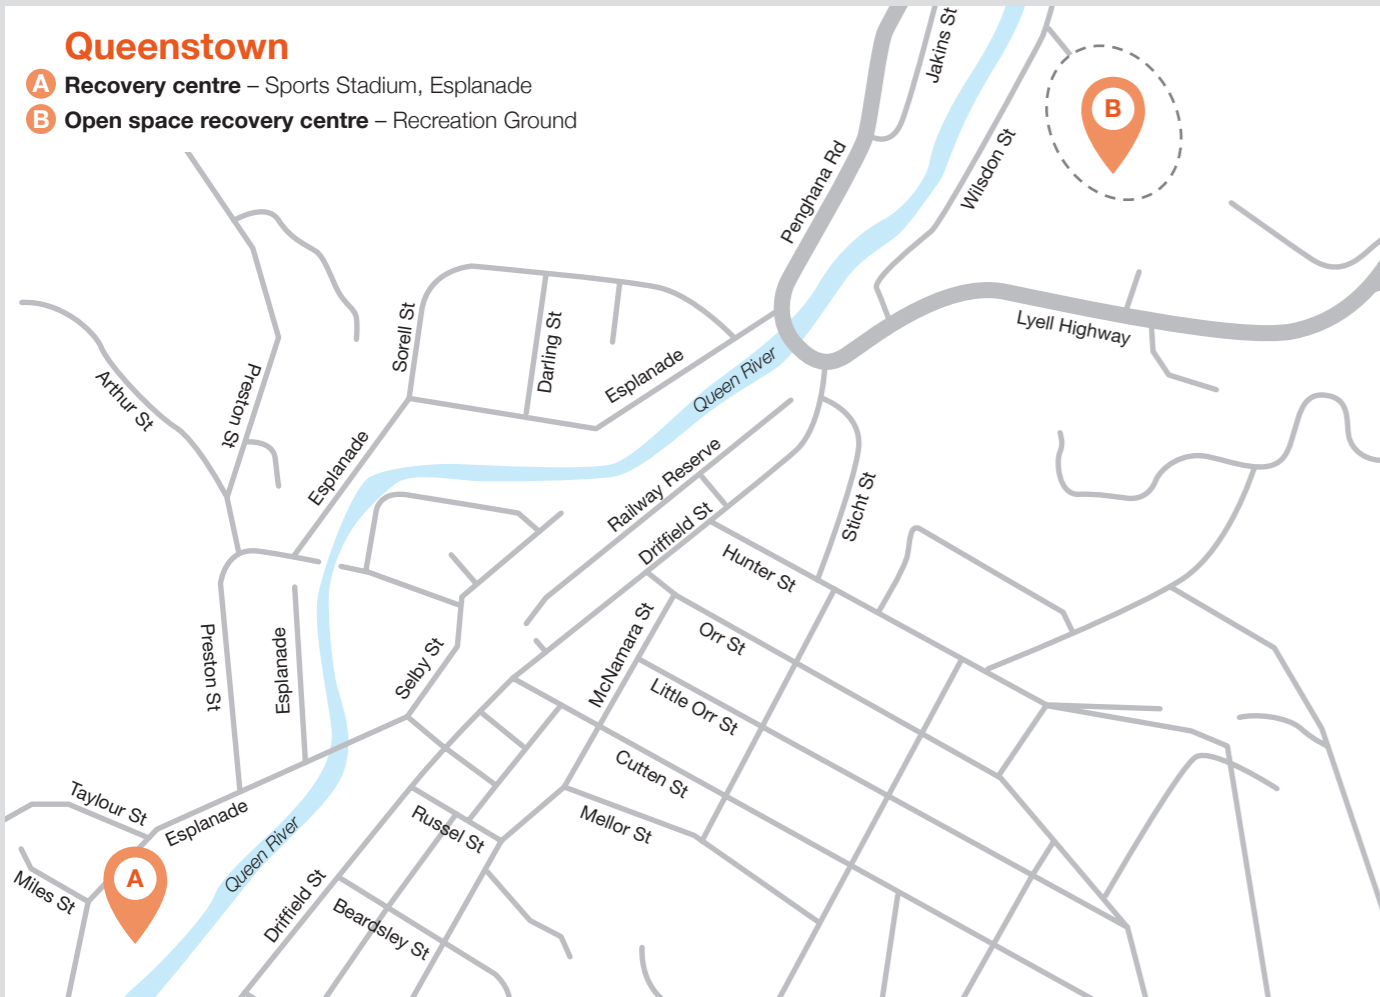 Queenstown
A Recovery centre – Sports Stadium, Esplanade
B Open space recovery centre – Recreation Ground
Jakins St
B
Penghana Rd
Wilsdon St
Lyell Highway
Sorell St
Darling St
Esplanade
Queen River
Arthur St
Preston St
Esplanade
Railway Reserve
Driffield St
Sticht St
Hunter St
Preston St
Esplanade
Selby St
McNamara St
Orr St
Little Orr St
Cutten St
Mellor St
Taylour St
Esplanade
Queen River
Russel St
A
Miles St
Driffield St
Beardsley St